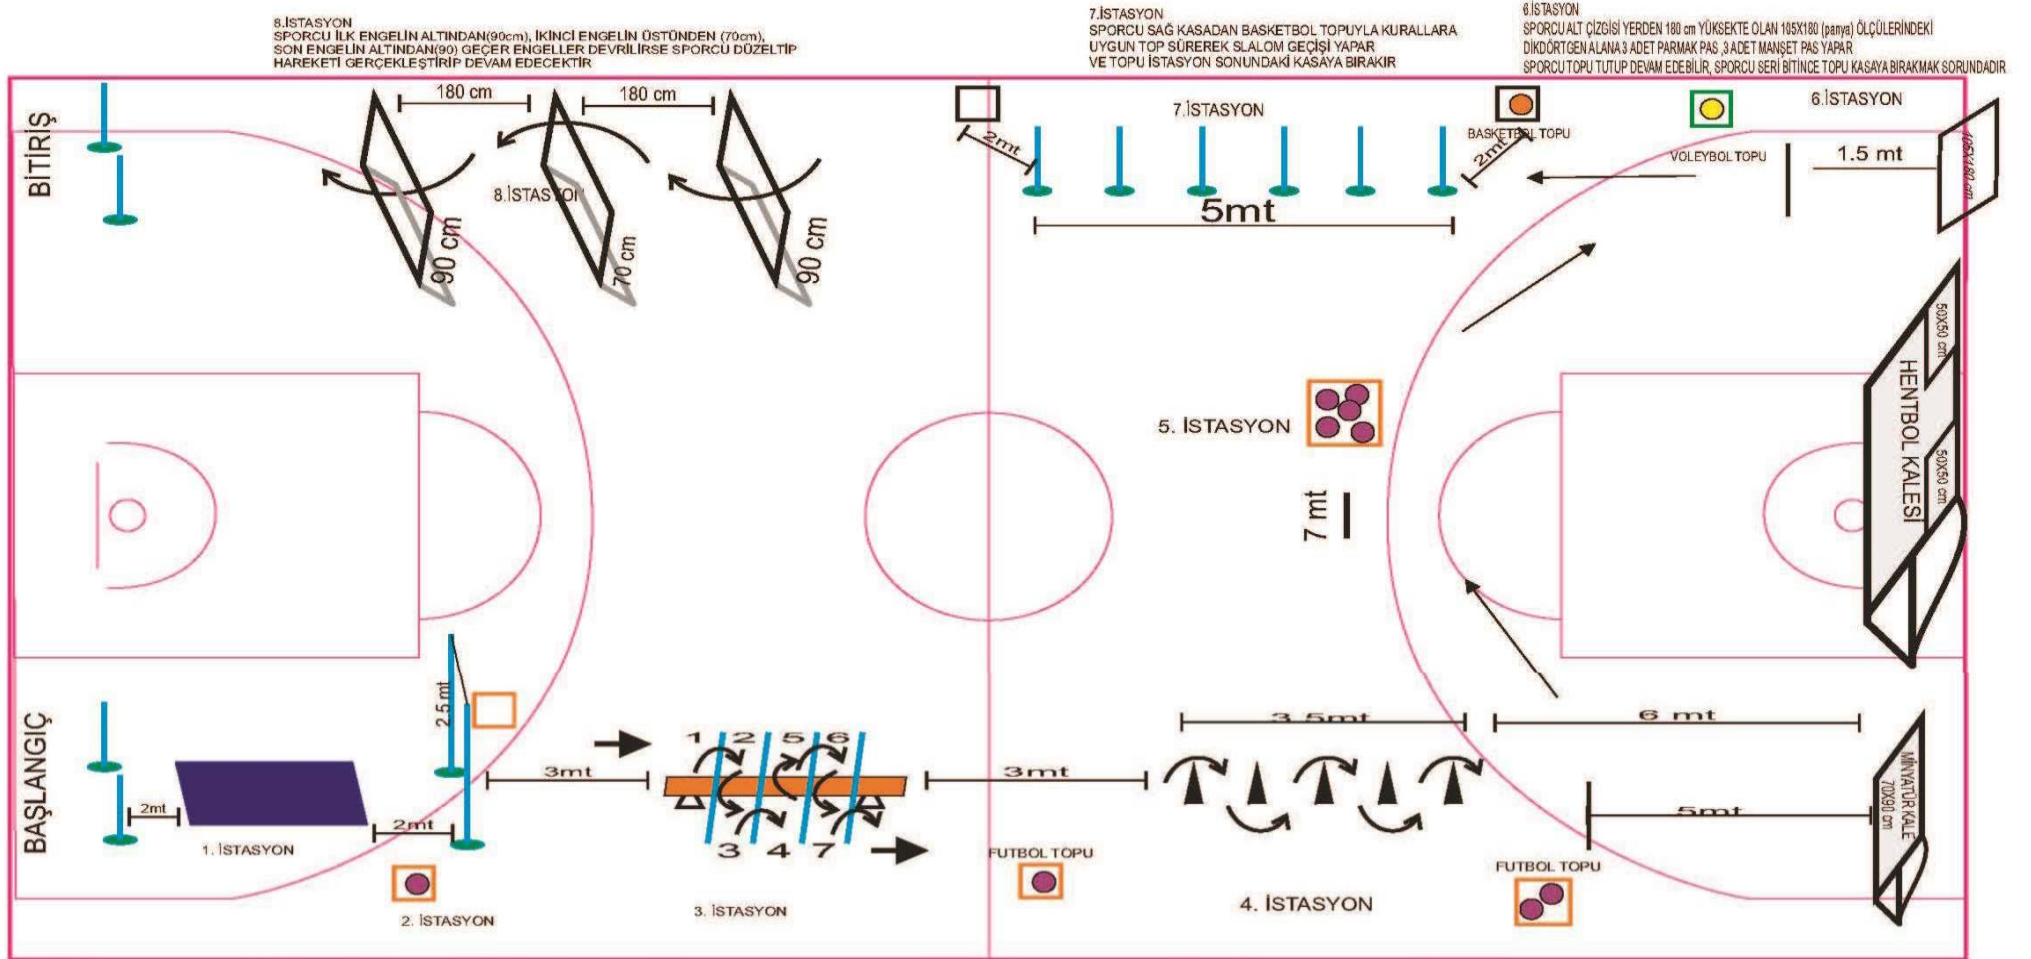 8.İSTASYON
SPORCU İLK ENGELİN ALTINDAN(90cm), İKİNCİ ENGELİN ÜSTÜNDEN (70cm),
SON ENGELİN ALTINDAN(90) GEÇER ENGELLER DEVRİLİRSE SPORCU DÜZELTİP
HAREKETİ GERÇEKLEŞTİRİP DEVAM EDECEKTİR
7.İSTASYON
SPORCU SAĞ KASADAN BASKETBOL TOPUYLA KURALLARA
UYGUN TOP SÜREREK SLALOM GEÇİŞİ YAPAR
VE TOPU İSTASYON SONUNDAKİ KASAYA BIRAKIR
6.İSTASYON
SPORCU ALT ÇİZGİSİ YERDEN 180 cm YÜKSEKTE OLAN 105X180 (panya) ÖLÇÜLERİNDEKİ
DİKDÖRTGEN ALANA 3 ADET PARMAK PAS ,3 ADET MANŞET PAS YAPAR
SPORCU TOPU TUTUP DEVAM EDEBİLİR, SPORCU SERİ BİTİNCE TOPU KASAYA BIRAKMAK SORUNDADIR
BİTİRİŞ
180 cm
180 cm
8.İSTASYON
90 cm
70 cm
90 cm
7.İSTASYON
2mt
BASKETBOL TOPU
2mt
5mt
6.İSTASYON
VOLEYBOL TOPU
1.5 mt
105X180 cm
5. İSTASYON
7 mt
50X50 cm
HENTBOL KALESİ
50X50 cm
BAŞLANGIÇ
2mt
1. İSTASYON
2mt
2.5 mt
2. İSTASYON
3mt
1 2 5 6
3 4 7
3. İSTASYON
3mt
FUTBOL TOPU
3.5mt
4. İSTASYON
6 mt
5mt
FUTBOL TOPU
MİNYATÜR KALE
70X90 cm